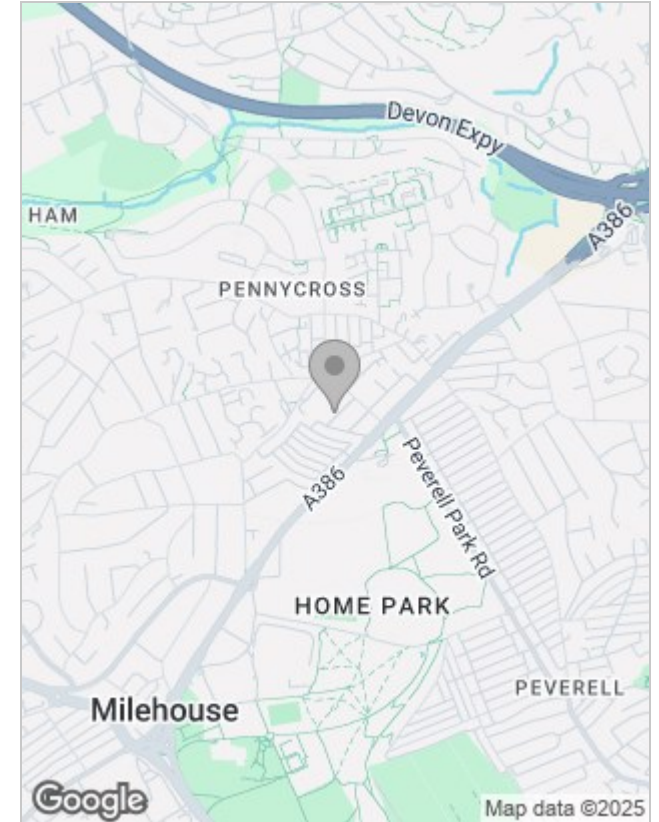 Devon Expy
HAM
A386
PENNYCROSS
A386
Peverell Park Rd
HOME PARK
PEVERELL
Milehouse
Google
Map data ©2025